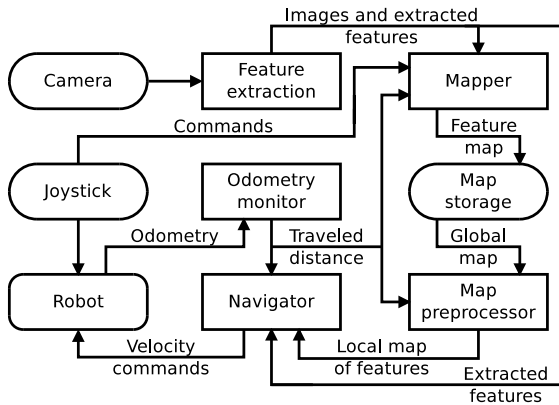 Images and extracted
features
Camera
Feature
extraction
Mapper
Commands
Feature
map
Joystick
Odometry
monitor
Map
storage
Odometry
Traveled
distance
Global
map
Robot
Navigator
Map
preprocessor
Velocity
commands
Local map
of features
Extracted
features